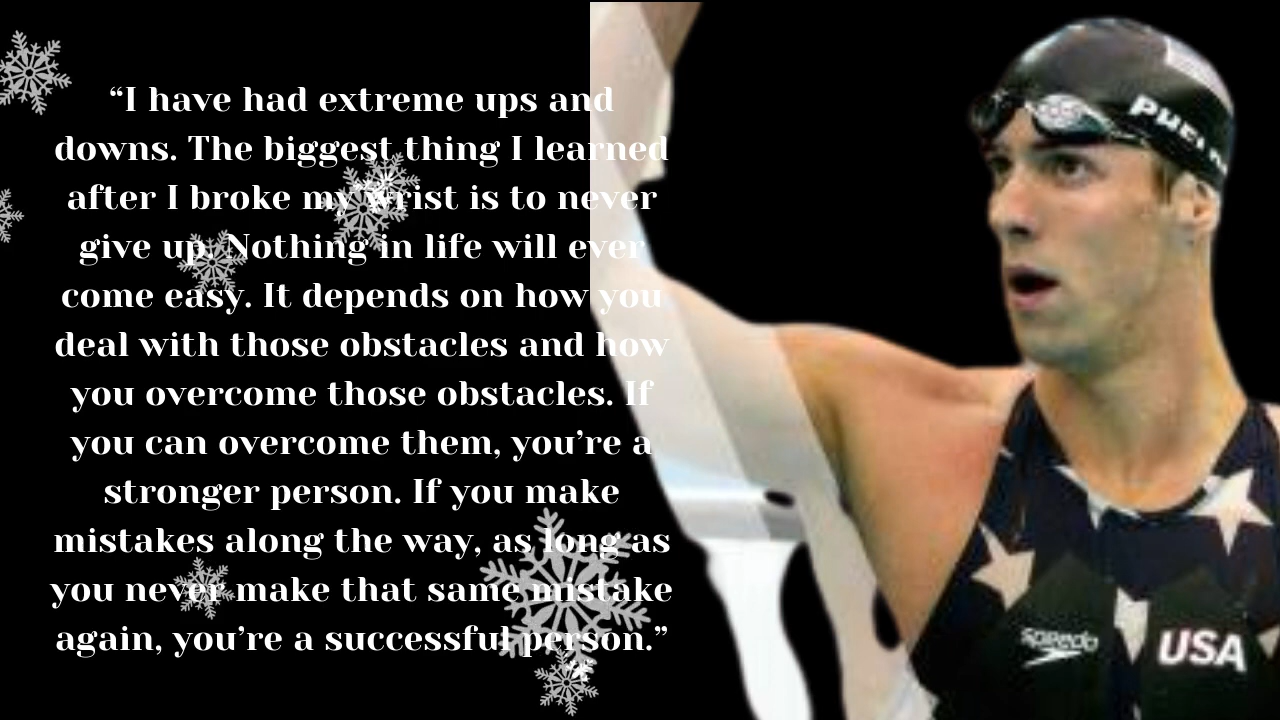 “I have had extreme ups and
downs. The biggest thing I learned
after I broke my wrist is to never
give up. Nothing in life will ever
come easy. It depends on how you
deal with those obstacles and how
you overcome those obstacles. If
you can overcome them, you’re a
stronger person. If you make
mistakes along the way, as long as
you never make that same mistake
again, you’re a successful person.”
speedo
USA